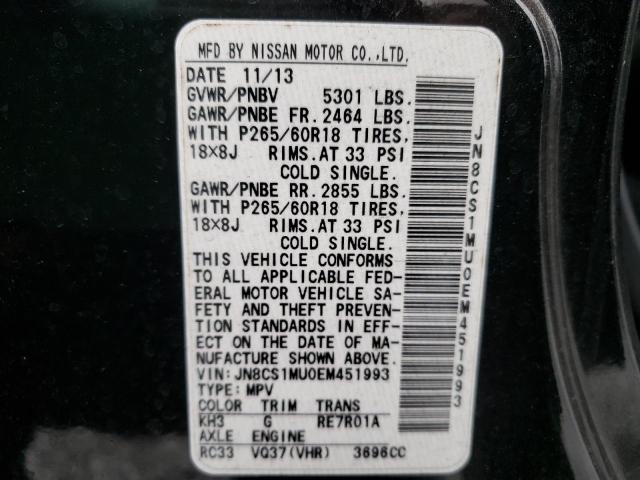 MFD BY NISSAN MOTOR CO.,LTD.
DATE 11/13
GVWR/PNBV 5301 LBS.
GAWR/PNBE FR. 2464 LBS.
WITH P265/60R18 TIRES,
18X8J RIMS. AT 33 PSI
COLD SINGLE.
GAWR/PNBE RR. 2855 LBS.
WITH P265/60R18 TIRES,
18X8J RIMS. AT 33 PSI
COLD SINGLE.
THIS VEHICLE CONFORMS
TO ALL APPLICABLE FED-
ERAL MOTOR VEHICLE SA-
FETY AND THEFT PREVEN-
TION STANDARDS IN EFF-
ECT ON THE DATE OF MA-
NUFACTURE SHOWN ABOVE.
VIN: JN8CS1MU0EM451993
TYPE: MPV
COLOR TRIM TRANS
KH3 G RE7R01A
AXLE ENGINE
RC33 VQ37(VHR) 3696CC
JN8CS1MU0EM451993